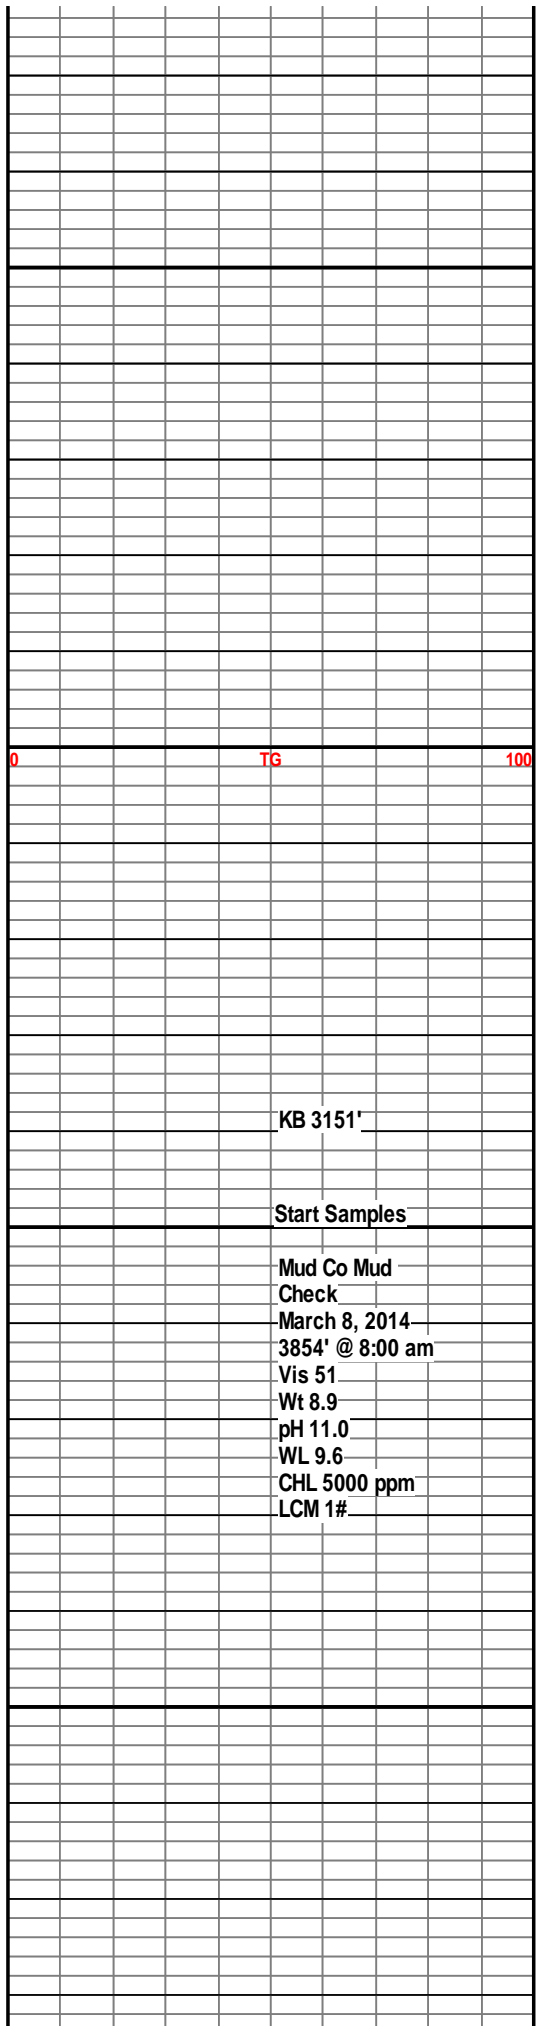 0 TG 100
KB 3151'
Start Samples
Mud Co Mud
Check
March 8, 2014
3854' @ 8:00 am
Vis 51
Wt 8.9
pH 11.0
WL 9.6
CHL 5000 ppm
LCM 1#